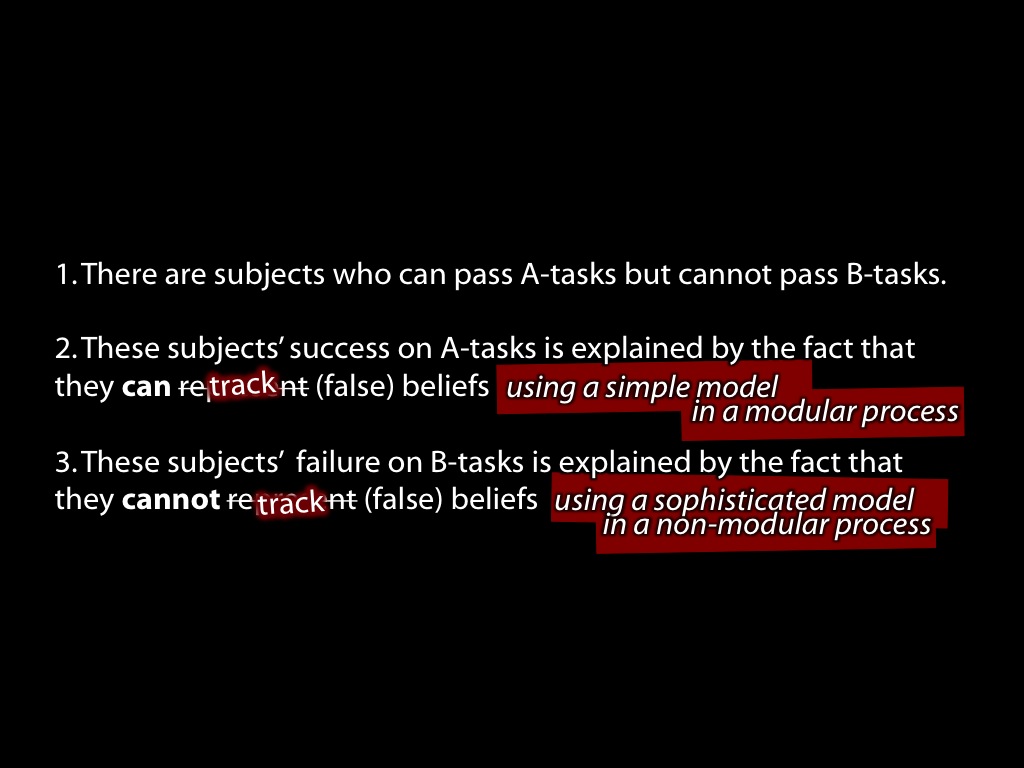 1. There are subjects who can pass A-tasks but cannot pass B-tasks.
2. These subjects’ success on A-tasks is explained by the fact that
they can re track nt (false) beliefs using a simple model
in a modular process
3. These subjects’ failure on B-tasks is explained by the fact that
they cannot re track nt (false) beliefs using a sophisticated model
in a non-modular process